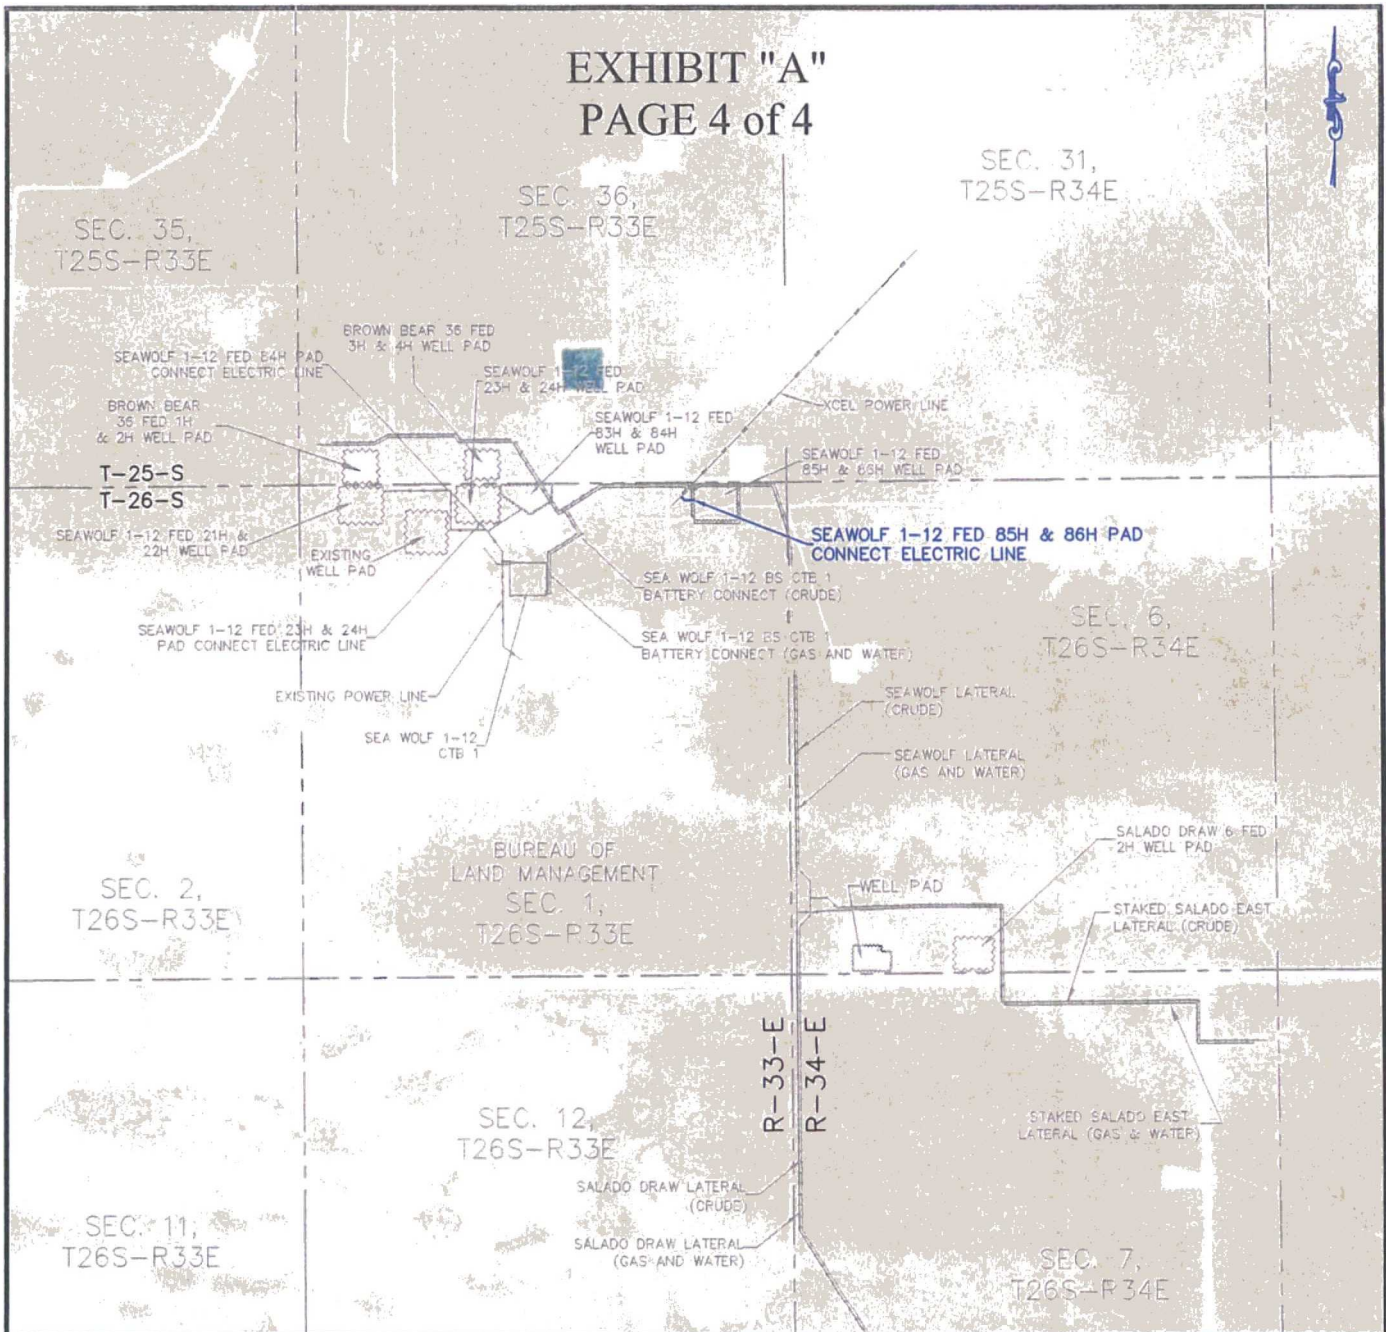 EXHIBIT "A"
PAGE 4 of 4
SEC. 31,
T25S-R34E
SEC. 36,
T25S-R33E
SEC. 35,
T25S-R33E
BROWN BEAR 36 FED
3H & 4H WELL PAD
SEAWOLF 1-12 FED 84H PAD
CONNECT ELECTRIC LINE
SEAWOLF 1-12 FED
23H & 24H WELL PAD
BROWN BEAR
36 FED 1H
& 2H WELL PAD
XCEL POWER LINE
SEAWOLF 1-12 FED
83H & 84H
WELL PAD
SEAWOLF 1-12 FED
85H & 86H WELL PAD
T-25-S
T-26-S
SEAWOLF 1-12 FED 21H &
22H WELL PAD
EXISTING
WELL PAD
SEAWOLF 1-12 FED 85H & 86H PAD
CONNECT ELECTRIC LINE
SEA WOLF 1-12 BS CTB 1
BATTERY CONNECT (CRUDE)
SEC. 6,
T26S-R34E
SEAWOLF 1-12 FED 23H & 24H
PAD CONNECT ELECTRIC LINE
SEA WOLF 1-12 BS CTB 1
BATTERY CONNECT (GAS AND WATER)
EXISTING POWER LINE
SEAWOLF LATERAL
(CRUDE)
SEA WOLF 1-12
CTB 1
SEAWOLF LATERAL
(GAS AND WATER)
SALADO DRAW 6 FED
2H WELL PAD
BUREAU OF
LAND MANAGEMENT
SEC. 1,
T26S-R33E
SEC. 2,
T26S-R33E
WELL PAD
STAKED SALADO EAST
LATERAL (CRUDE)
R-33-E
R-34-E
SEC. 12,
T26S-R33E
STAKED SALADO EAST
LATERAL (GAS & WATER)
SALADO DRAW LATERAL
(CRUDE)
SEC. 11,
T26S-R33E
SALADO DRAW LATERAL
(GAS AND WATER)
SEC. 7,
T26S-R34E